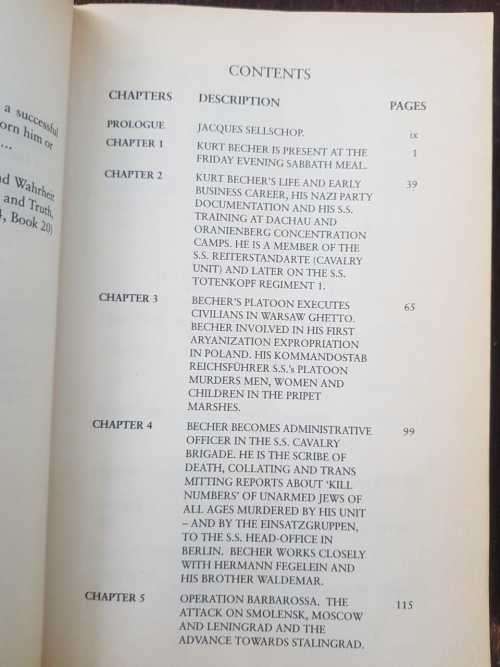 a successful
orn him or
...
nd Wahrheit
and Truth,
4, Book 20)
CONTENTS
CHAPTERS DESCRIPTION PAGES
PROLOGUE JACQUES SELLSCHOP. ix
CHAPTER 1 KURT BECHER IS PRESENT AT THE 1
FRIDAY EVENING SABBATH MEAL.
CHAPTER 2 KURT BECHER'S LIFE AND EARLY 39
BUSINESS CAREER, HIS NAZI PARTY
DOCUMENTATION AND HIS S.S.
TRAINING AT DACHAU AND
ORANIENBERG CONCENTRATION
CAMPS. HE IS A MEMBER OF THE
S.S. REITERSTANDARTE (CAVALRY
UNIT) AND LATER ON THE S.S.
TOTENKOPF REGIMENT 1.
CHAPTER 3 BECHER'S PLATOON EXECUTES 65
CIVILIANS IN WARSAW GHETTO.
BECHER INVOLVED IN HIS FIRST
ARYANIZATION EXPROPRIATION
IN POLAND. HIS KOMMANDOSTAB
REICHSFÜHRER S.S.'s PLATOON
MURDERS MEN, WOMEN AND
CHILDREN IN THE PRIPET
MARSHES.
CHAPTER 4 BECHER BECOMES ADMINISTRATIVE 99
OFFICER IN THE S.S. CAVALRY
BRIGADE. HE IS THE SCRIBE OF
DEATH, COLLATING AND TRANS
MITTING REPORTS ABOUT 'KILL
NUMBERS' OF UNARMED JEWS OF
ALL AGES MURDERED BY HIS UNIT
– AND BY THE EINSATZGRUPPEN,
TO THE S.S. HEAD-OFFICE IN
BERLIN. BECHER WORKS CLOSELY
WITH HERMANN FEGELEIN AND
HIS BROTHER WALDEMAR.
CHAPTER 5 OPERATION BARBAROSSA. THE 115
ATTACK ON SMOLENSK, MOSCOW
AND LENINGRAD AND THE
ADVANCE TOWARDS STALINGRAD.